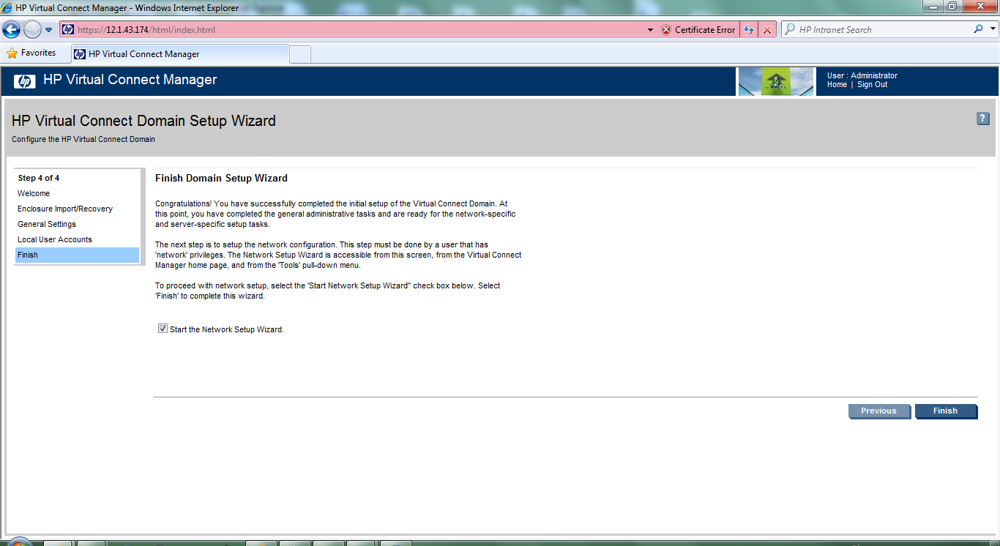 HP Virtual Connect Manager - Windows Internet Explorer
https://12.1.43.174/html/index.html
Certificate Error
HP Intranet Search
Favorites
HP Virtual Connect Manager
hp HP Virtual Connect Manager
User : Administrator
Home | Sign Out
HP Virtual Connect Domain Setup Wizard
?
Configure the HP Virtual Connect Domain
Step 4 of 4
Welcome
Enclosure Import/Recovery
General Settings
Local User Accounts
Finish
Finish Domain Setup Wizard
Congratulations! You have successfully completed the initial setup of the Virtual Connect Domain. At
this point, you have completed the general administrative tasks and are ready for the network-specific
and server-specific setup tasks.
The next step is to setup the network configuration. This step must be done by a user that has
'network' privileges. The Network Setup Wizard is accessible from this screen, from the Virtual Connect
Manager home page, and from the 'Tools' pull-down menu.
To proceed with network setup, select the 'Start Network Setup Wizard" check box below. Select
'Finish' to complete this wizard.
Start the Network Setup Wizard.
Previous
Finish